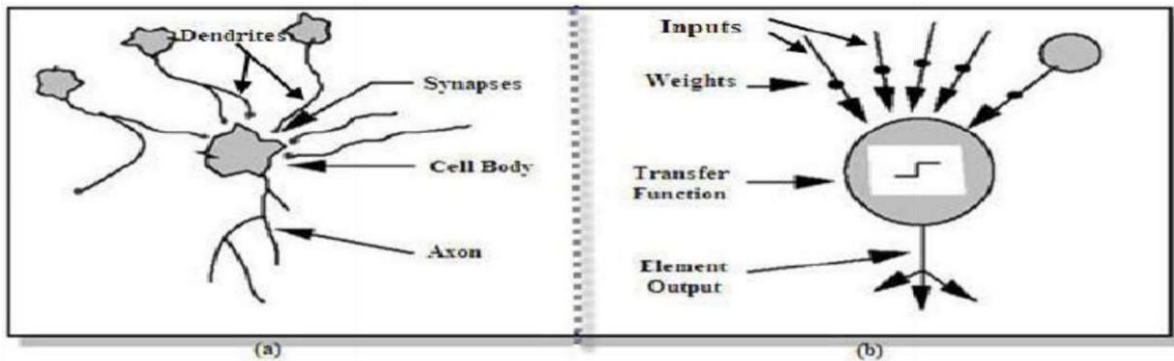 Dendrites
Synapses
Cell Body
Axon
(a)
Inputs
Weights
Transfer
Function
Element
Output
(b)